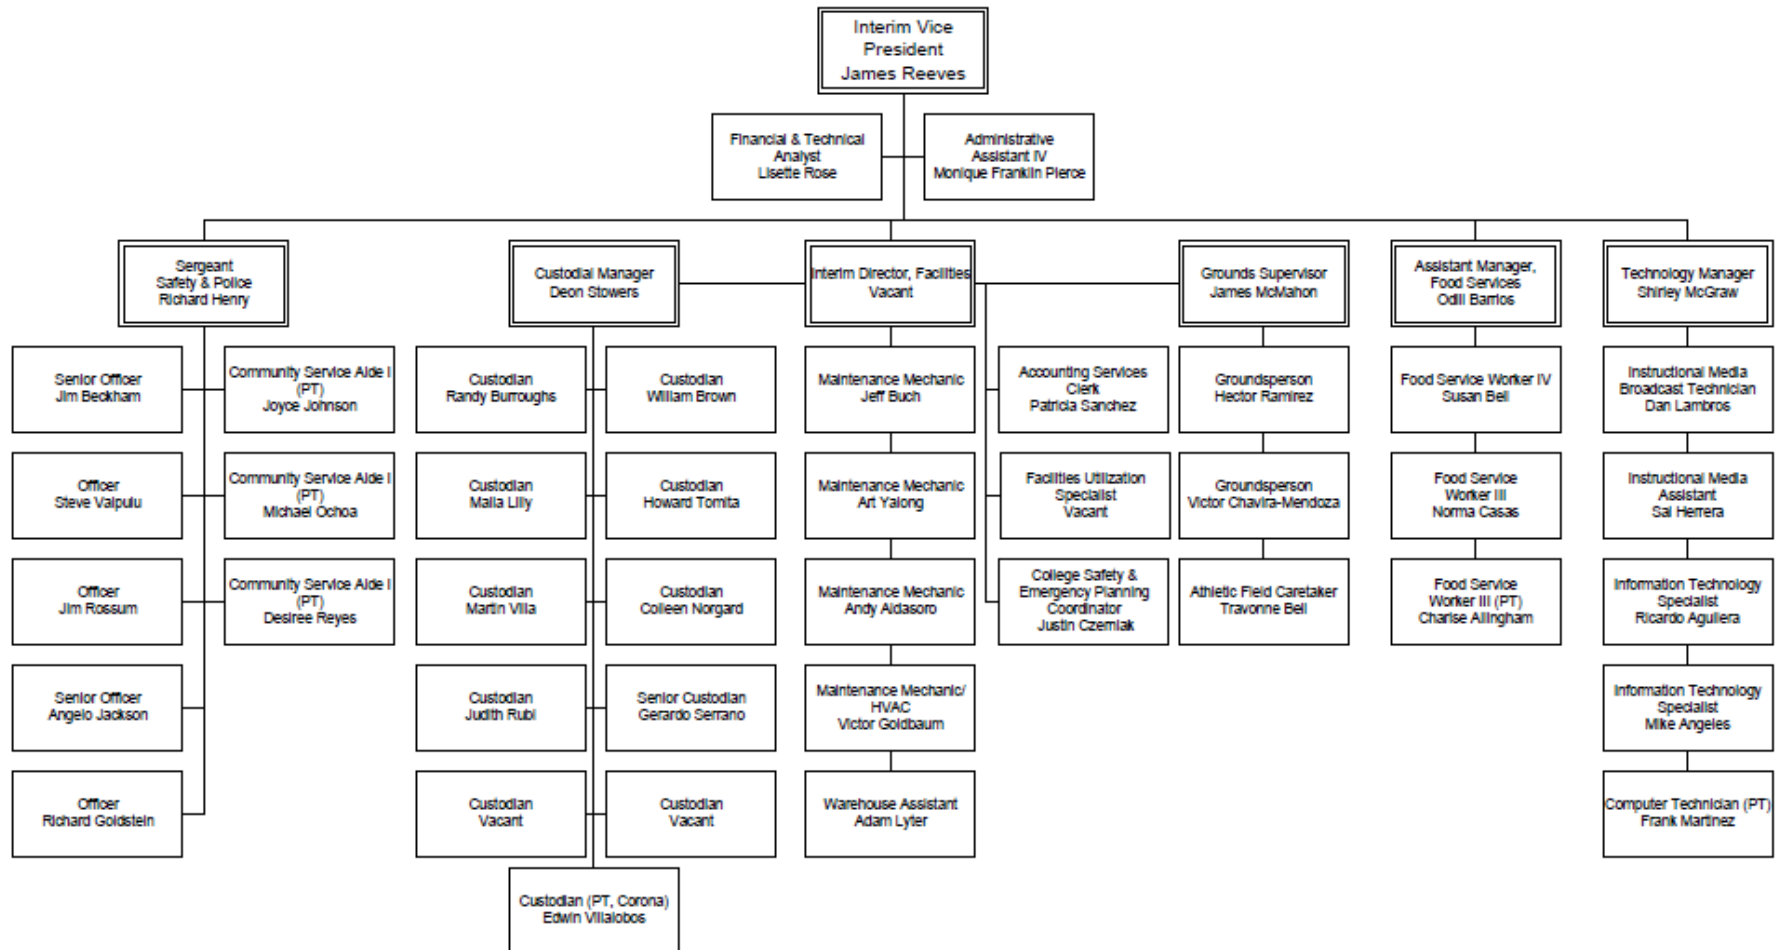 Interim Vice
President
James Reeves
Financial & Technical
Analyst
Lisette Rose
Administrative
Assistant IV
Monique Franklin Pierce
Sergeant
Safety & Police
Richard Henry
Custodial Manager
Deon Stowers
Interim Director, Facilities
Vacant
Grounds Supervisor
James McMahon
Assistant Manager,
Food Services
Odili Barrios
Technology Manager
Shirley McGraw
Senior Officer
Jim Beckham
Community Service Aide I
(PT)
Joyce Johnson
Custodian
Randy Burroughs
Custodian
William Brown
Maintenance Mechanic
Jeff Buch
Accounting Services
Clerk
Patricia Sanchez
Groundsperson
Hector Ramirez
Food Service Worker IV
Susan Bell
Instructional Media
Broadcast Technician
Dan Lambros
Officer
Steve Vaipulu
Community Service Aide I
(PT)
Michael Ochoa
Custodian
Malia Lilly
Custodian
Howard Tomita
Maintenance Mechanic
Art Yalong
Facilities Utilization
Specialist
Vacant
Groundsperson
Victor Chavira-Mendoza
Food Service
Worker III
Norma Casas
Instructional Media
Assistant
Sal Herrera
Officer
Jim Rossum
Community Service Aide I
(PT)
Desiree Reyes
Custodian
Martin Villa
Custodian
Colleen Norgard
Maintenance Mechanic
Andy Aldasoro
College Safety &
Emergency Planning
Coordinator
Justin Czerniak
Athletic Field Caretaker
Travonne Bell
Food Service
Worker III (PT)
Charise Allingham
Information Technology
Specialist
Ricardo Aguilera
Senior Officer
Angelo Jackson
Custodian
Judith Rubi
Senior Custodian
Gerardo Serrano
Maintenance Mechanic/
HVAC
Victor Goldbaum
Information Technology
Specialist
Mike Angeles
Officer
Richard Goldstein
Custodian
Vacant
Custodian
Vacant
Warehouse Assistant
Adam Lyter
Computer Technician (PT)
Frank Martinez
Custodian (PT, Corona)
Edwin Villalobos